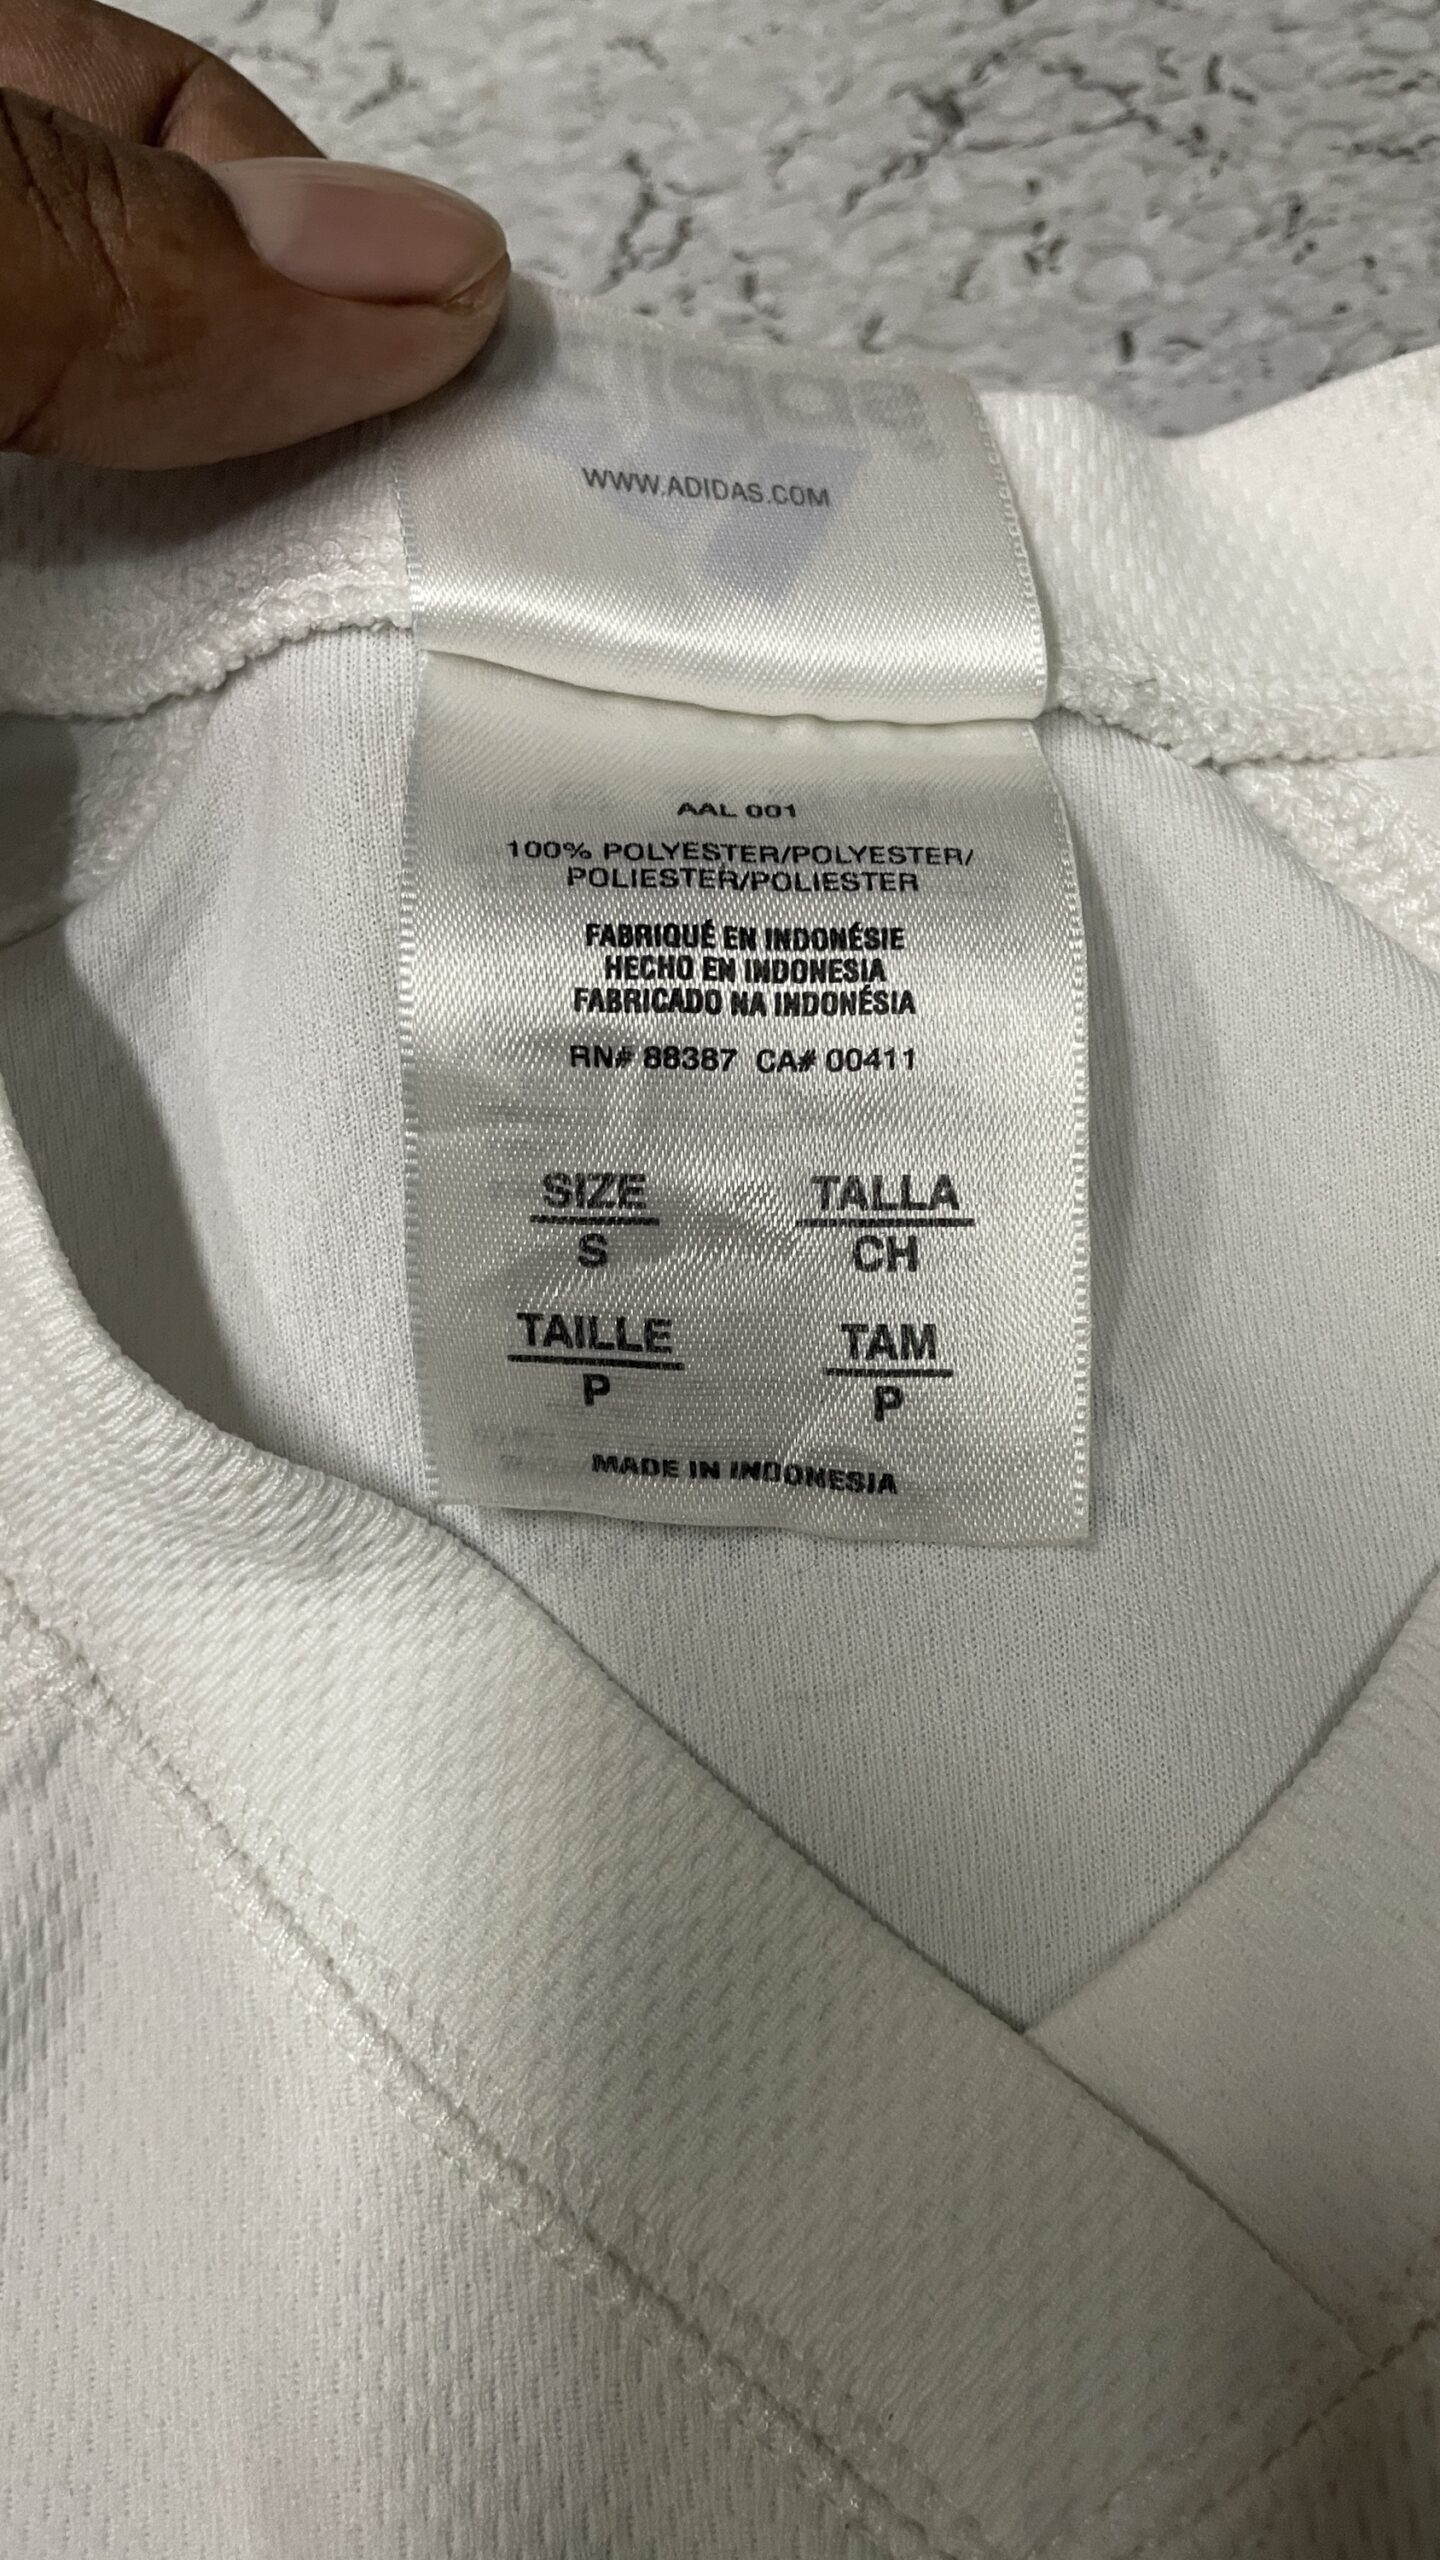 WWW.ADIDAS.COM
AAL 001
100% POLYESTER/POLYESTER/
POLIESTER/POLIESTER
FABRIQUÉ EN INDONÉSIE
HECHO EN INDONESIA
FABRICADO NA INDONÉSIA
RN# 88387 CA# 00411
SIZE TALLA
S CH
TAILLE TAM
P P
MADE IN INDONESIA